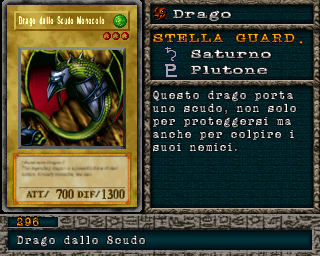 Drago dallo Scudo Monocolo
ATT/ 700 DIF/1300
Drago
STELLA GUARD.
Saturno
Plutone
Questo drago porta
uno scudo, non solo
per proteggersi ma
anche per colpire i
suoi nemici.
296
Drago dallo Scudo